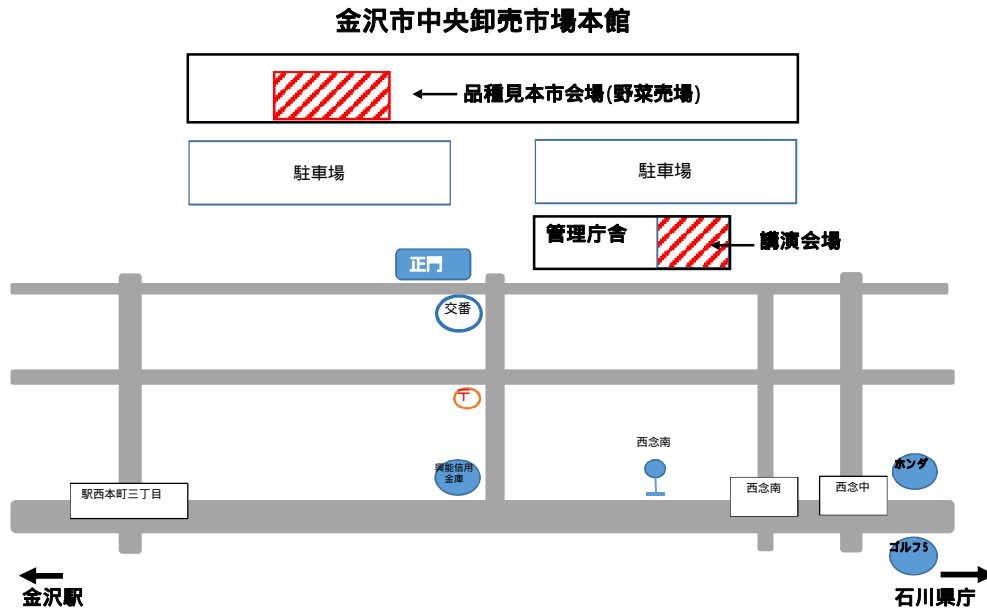 金沢市中央卸売市場本館
品種見本市会場(野菜売場)
駐車場
駐車場
管理庁舎
講演会場
正門
交番
〒
西念南
興能信用
金庫
ホンダ
駅西本町三丁目
西念南
西念中
ゴルフ5
金沢駅
石川県庁